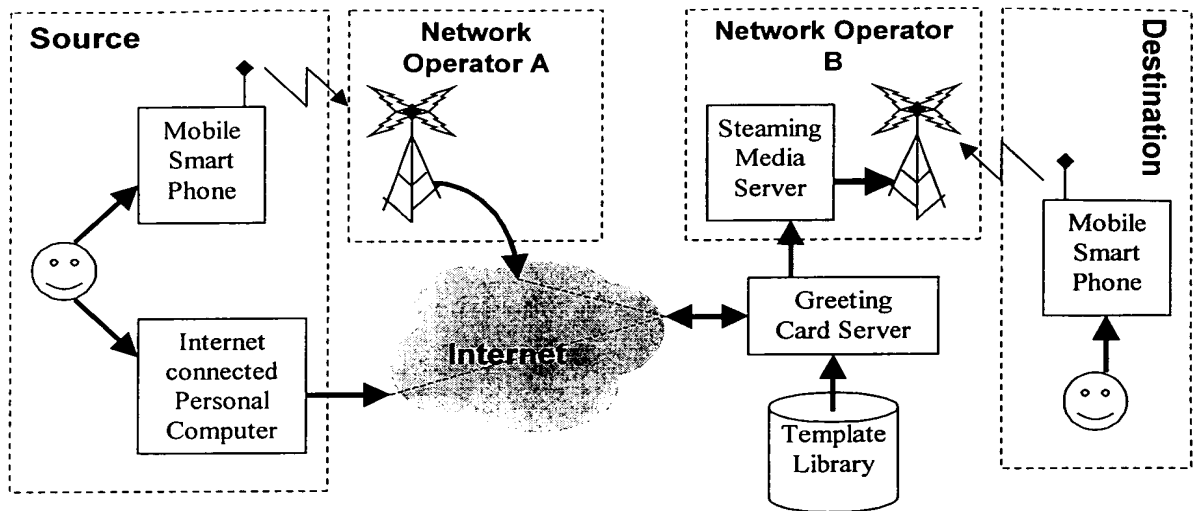 Source
Mobile
Smart
Phone
Internet
connected
Personal
Computer
Network
Operator A
Internet
Network Operator
B
Steaming
Media
Server
Greeting
Card Server
Template
Library
Destination
Mobile
Smart
Phone